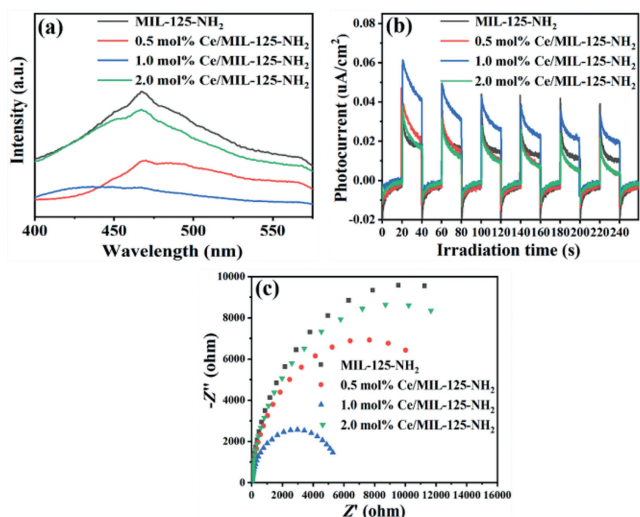 (a)
MIL-125-NH₂
0.5 mol% Ce/MIL-125-NH₂
1.0 mol% Ce/MIL-125-NH₂
2.0 mol% Ce/MIL-125-NH₂
Intensity (a.u.)
400 450 500 550
Wavelength (nm)
(b)
MIL-125-NH₂
0.5 mol% Ce/MIL-125-NH₂
1.0 mol% Ce/MIL-125-NH₂
2.0 mol% Ce/MIL-125-NH₂
Photocurrent (uA/cm²)
0.08
0.06
0.04
0.02
0.00
-0.02
0 20 40 60 80 100 120 140 160 180 200 220 240
Irradiation time (s)
(c)
-Z'' (ohm)
10000
8000
6000
4000
2000
0
MIL-125-NH₂
0.5 mol% Ce/MIL-125-NH₂
1.0 mol% Ce/MIL-125-NH₂
2.0 mol% Ce/MIL-125-NH₂
0 2000 4000 6000 8000 10000 12000 14000 16000
Z' (ohm)